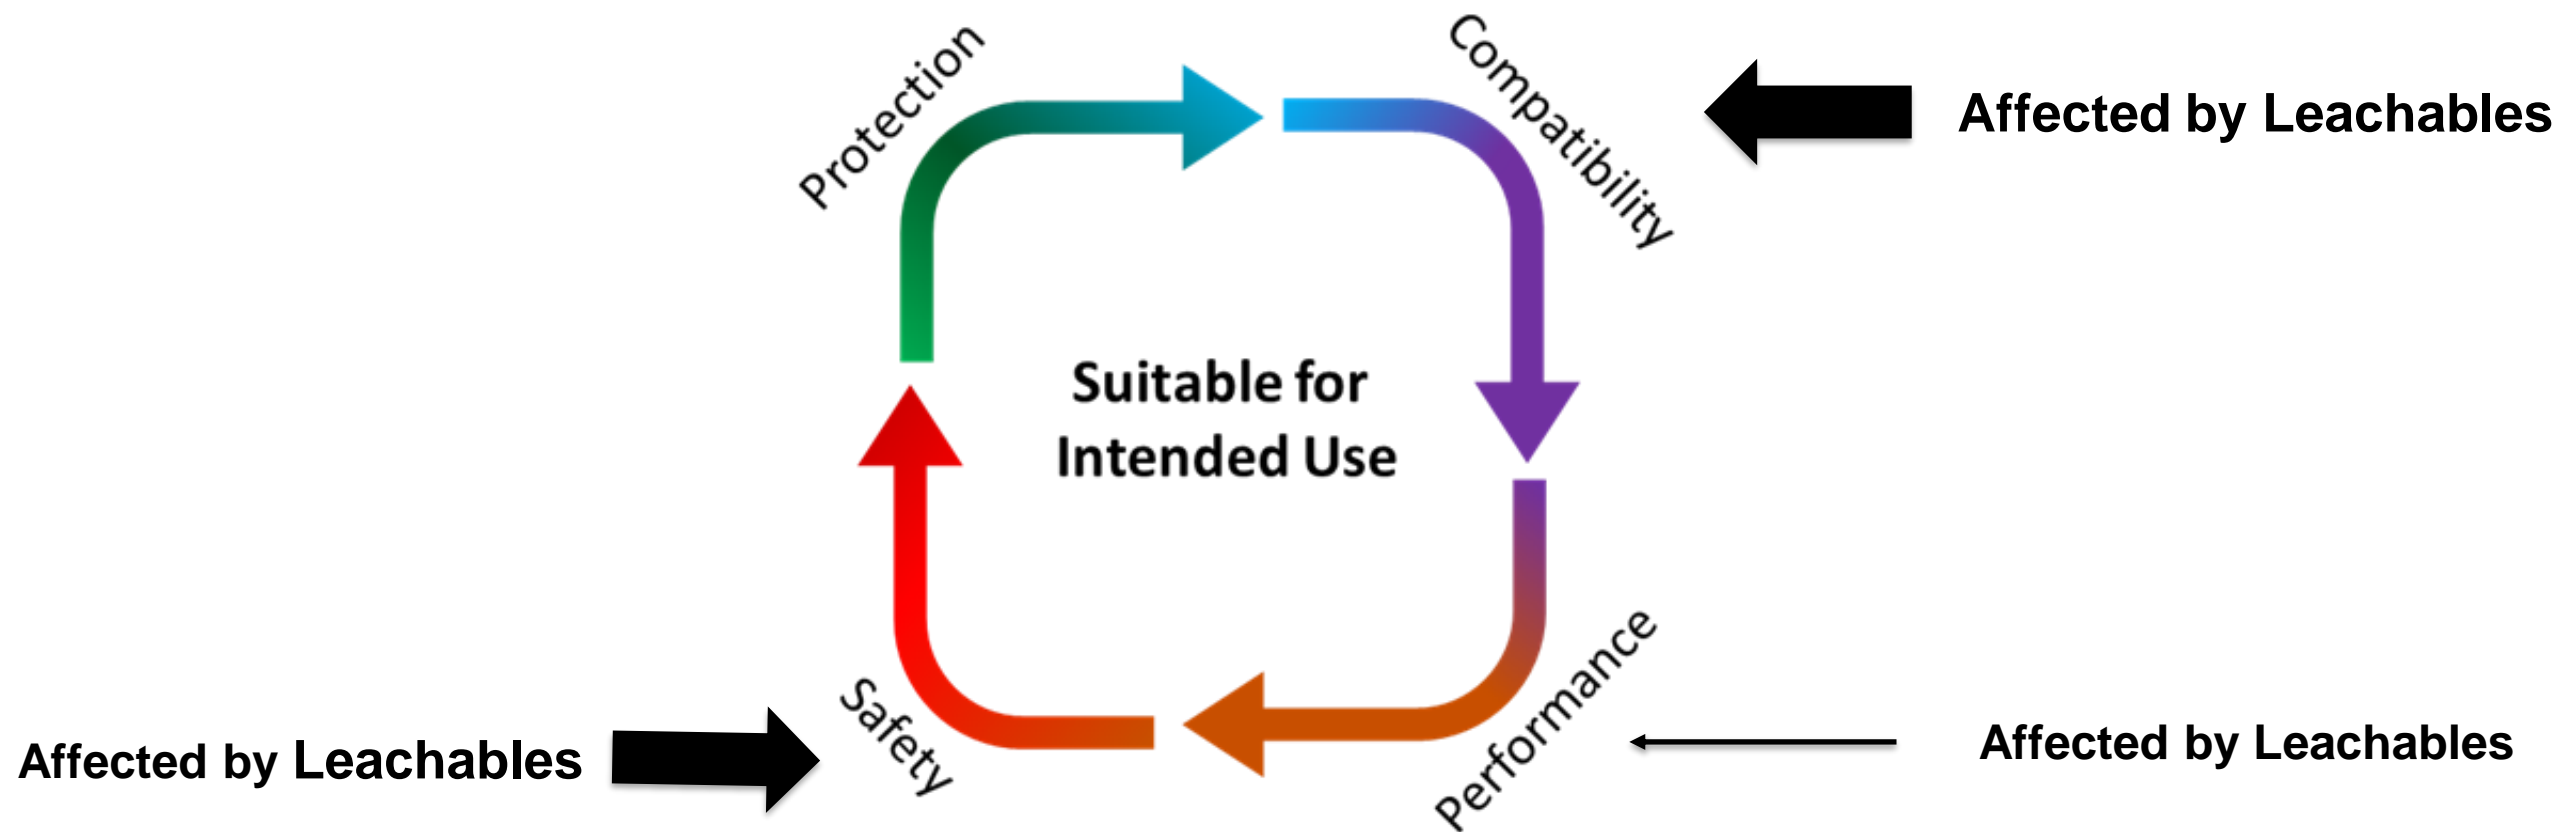 Protection
Compatibility
Affected by Leachables
Suitable for
Intended Use
Safety
Performance
Affected by Leachables
Affected by Leachables